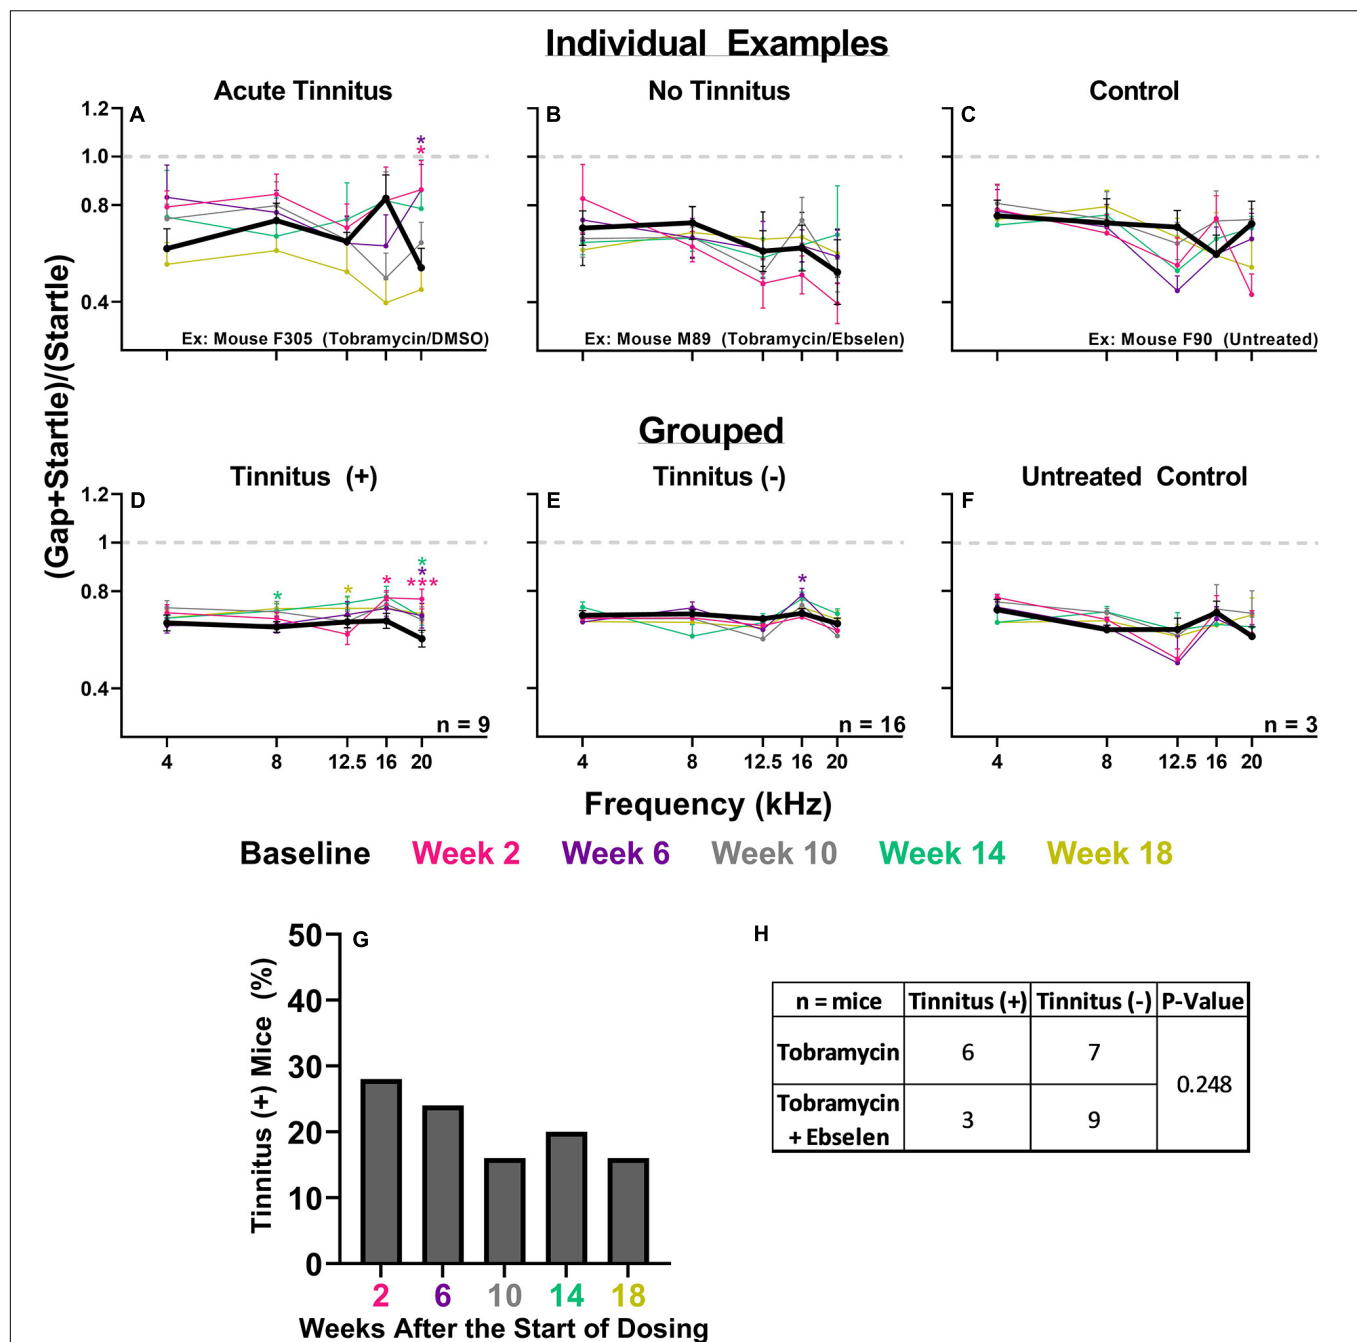 Individual Examples
Acute Tinnitus
No Tinnitus
Control
(Gap+Startle)/(Startle)
A
1.2
1.0
0.8
0.4
*
*
Ex: Mouse F305 (Tobramycin/DMSO)
B
Ex: Mouse M89 (Tobramycin/Ebselen)
C
Ex: Mouse F90 (Untreated)
Grouped
Tinnitus (+)
Tinnitus (-)
Untreated Control
D
1.2
1
0.8
0.4
*
*
*
*
*
***
n = 9
4 8 12.5 16 20
E
*
n = 16
4 8 12.5 16 20
F
n = 3
4 8 12.5 16 20
Frequency (kHz)
Baseline Week 2 Week 6 Week 10 Week 14 Week 18
G
Tinnitus (+) Mice (%)
50
40
30
20
10
0
2 6 10 14 18
Weeks After the Start of Dosing
H
n = mice Tinnitus (+) Tinnitus (-) P-Value
Tobramycin 6 7
0.248
Tobramycin
+ Ebselen 3 9